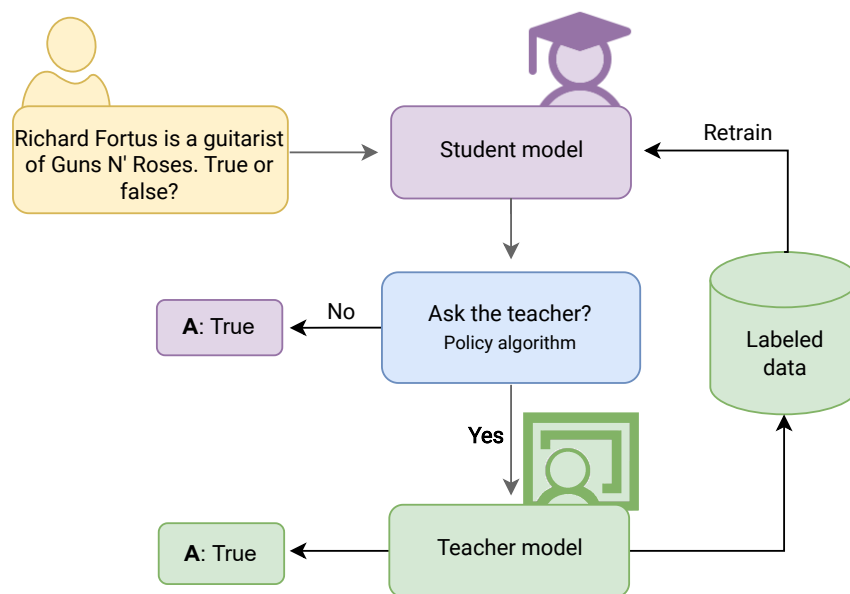 Richard Fortus is a guitarist
of Guns N' Roses. True or
false?
Student model
Retrain
Ask the teacher?
Policy algorithm
No
A: True
Labeled
data
Yes
Teacher model
A: True